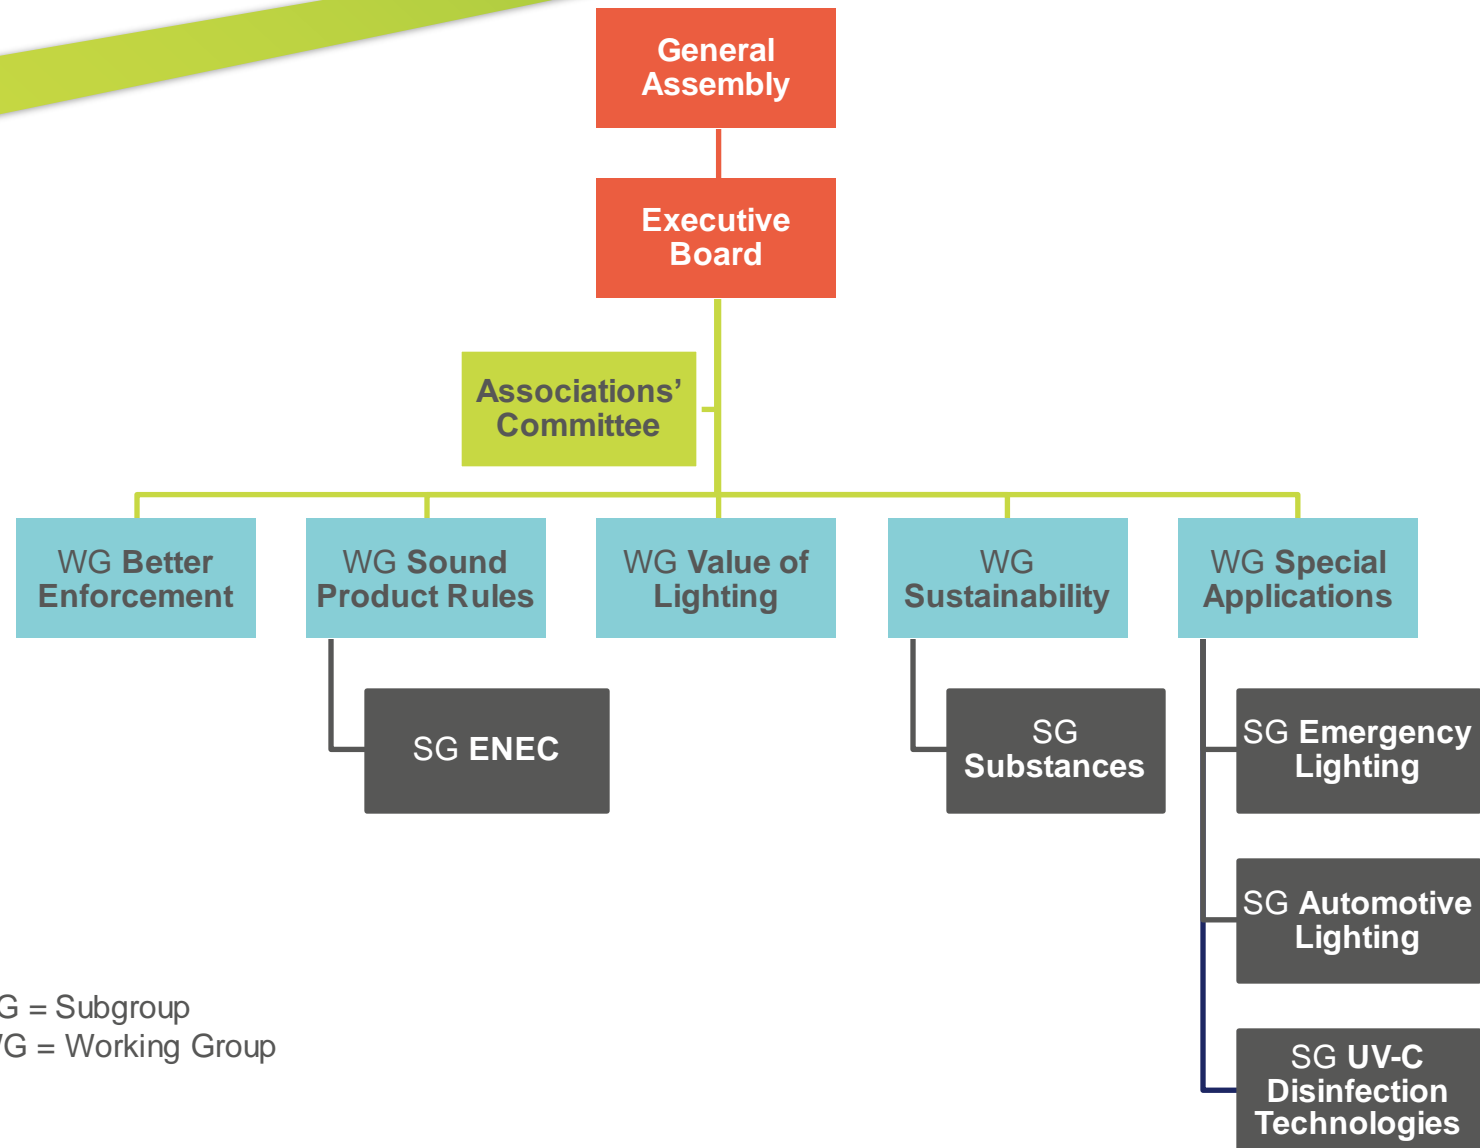 General
Assembly
Executive
Board
Associations’
Committee
WG Better
Enforcement
WG Sound
Product Rules
WG Value of
Lighting
WG
Sustainability
WG Special
Applications
SG ENEC
SG
Substances
SG Emergency
Lighting
SG Automotive
Lighting
SG UV-C
Disinfection
Technologies
G = Subgroup
WG = Working Group